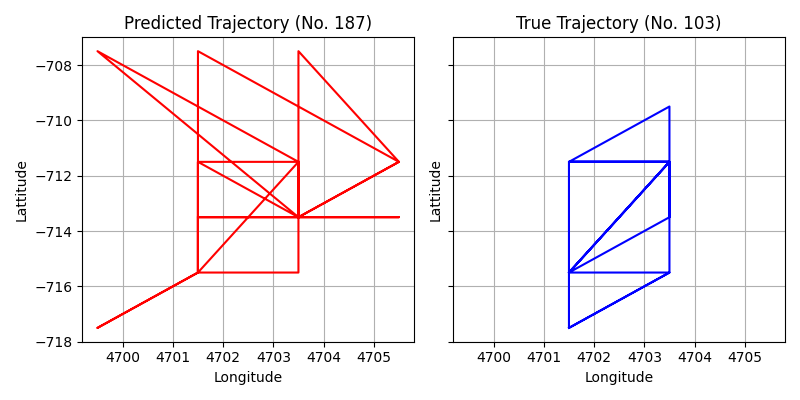 Predicted Trajectory (No. 187)
True Trajectory (No. 103)
Lattitude
−708
−710
−712
−714
−716
−718
4700 4701 4702 4703 4704 4705
Longitude
Lattitude
4700 4701 4702 4703 4704 4705
Longitude